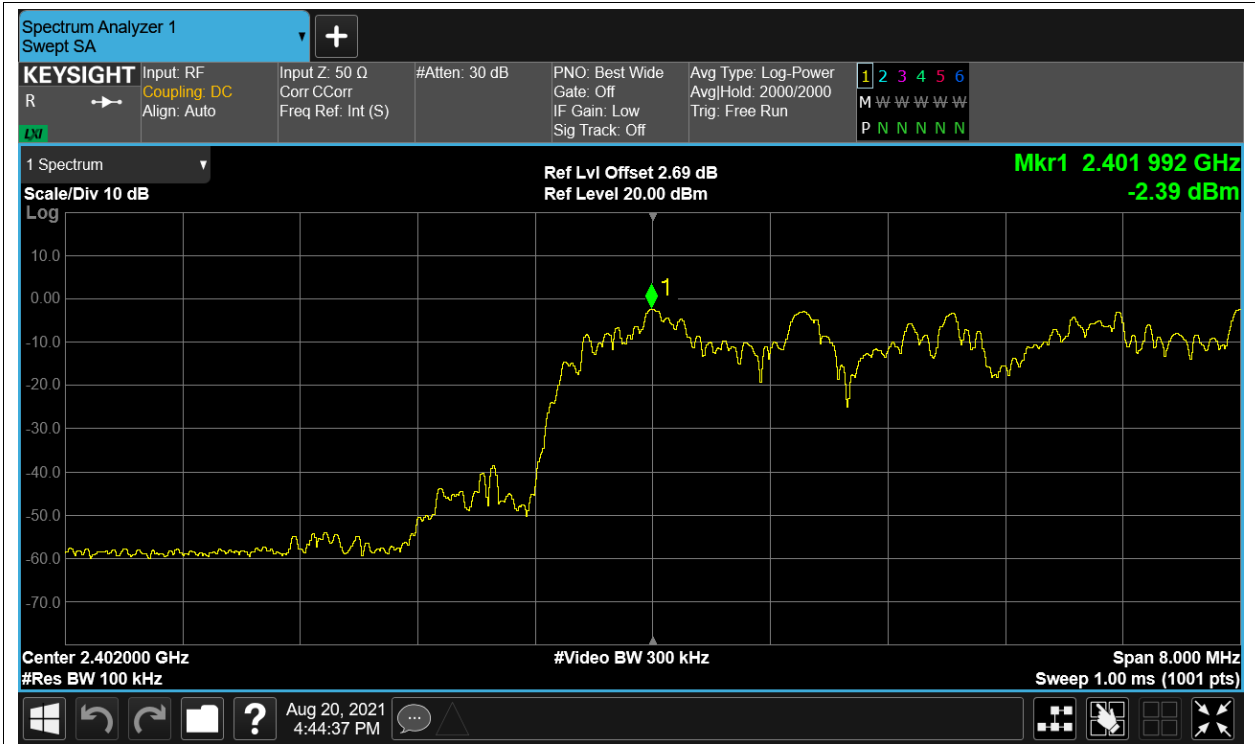 Spectrum Analyzer 1
Swept SA
KEYSIGHT
R
LXI
Input: RF
Coupling: DC
Align: Auto
Input Z: 50 Ω
Corr CCorr
Freq Ref: Int (S)
#Atten: 30 dB
PNO: Best Wide
Gate: Off
IF Gain: Low
Sig Track: Off
Avg Type: Log-Power
Avg|Hold: 2000/2000
Trig: Free Run
1 2 3 4 5 6
M W W W W W
P N N N N N
1 Spectrum
Scale/Div 10 dB
Log
Ref Lvl Offset 2.69 dB
Ref Level 20.00 dBm
Mkr1 2.401 992 GHz
-2.39 dBm
1
10.0
0.00
-10.0
-20.0
-30.0
-40.0
-50.0
-60.0
-70.0
Center 2.402000 GHz
#Res BW 100 kHz
#Video BW 300 kHz
Span 8.000 MHz
Sweep 1.00 ms (1001 pts)
?
Aug 20, 2021
4:44:37 PM